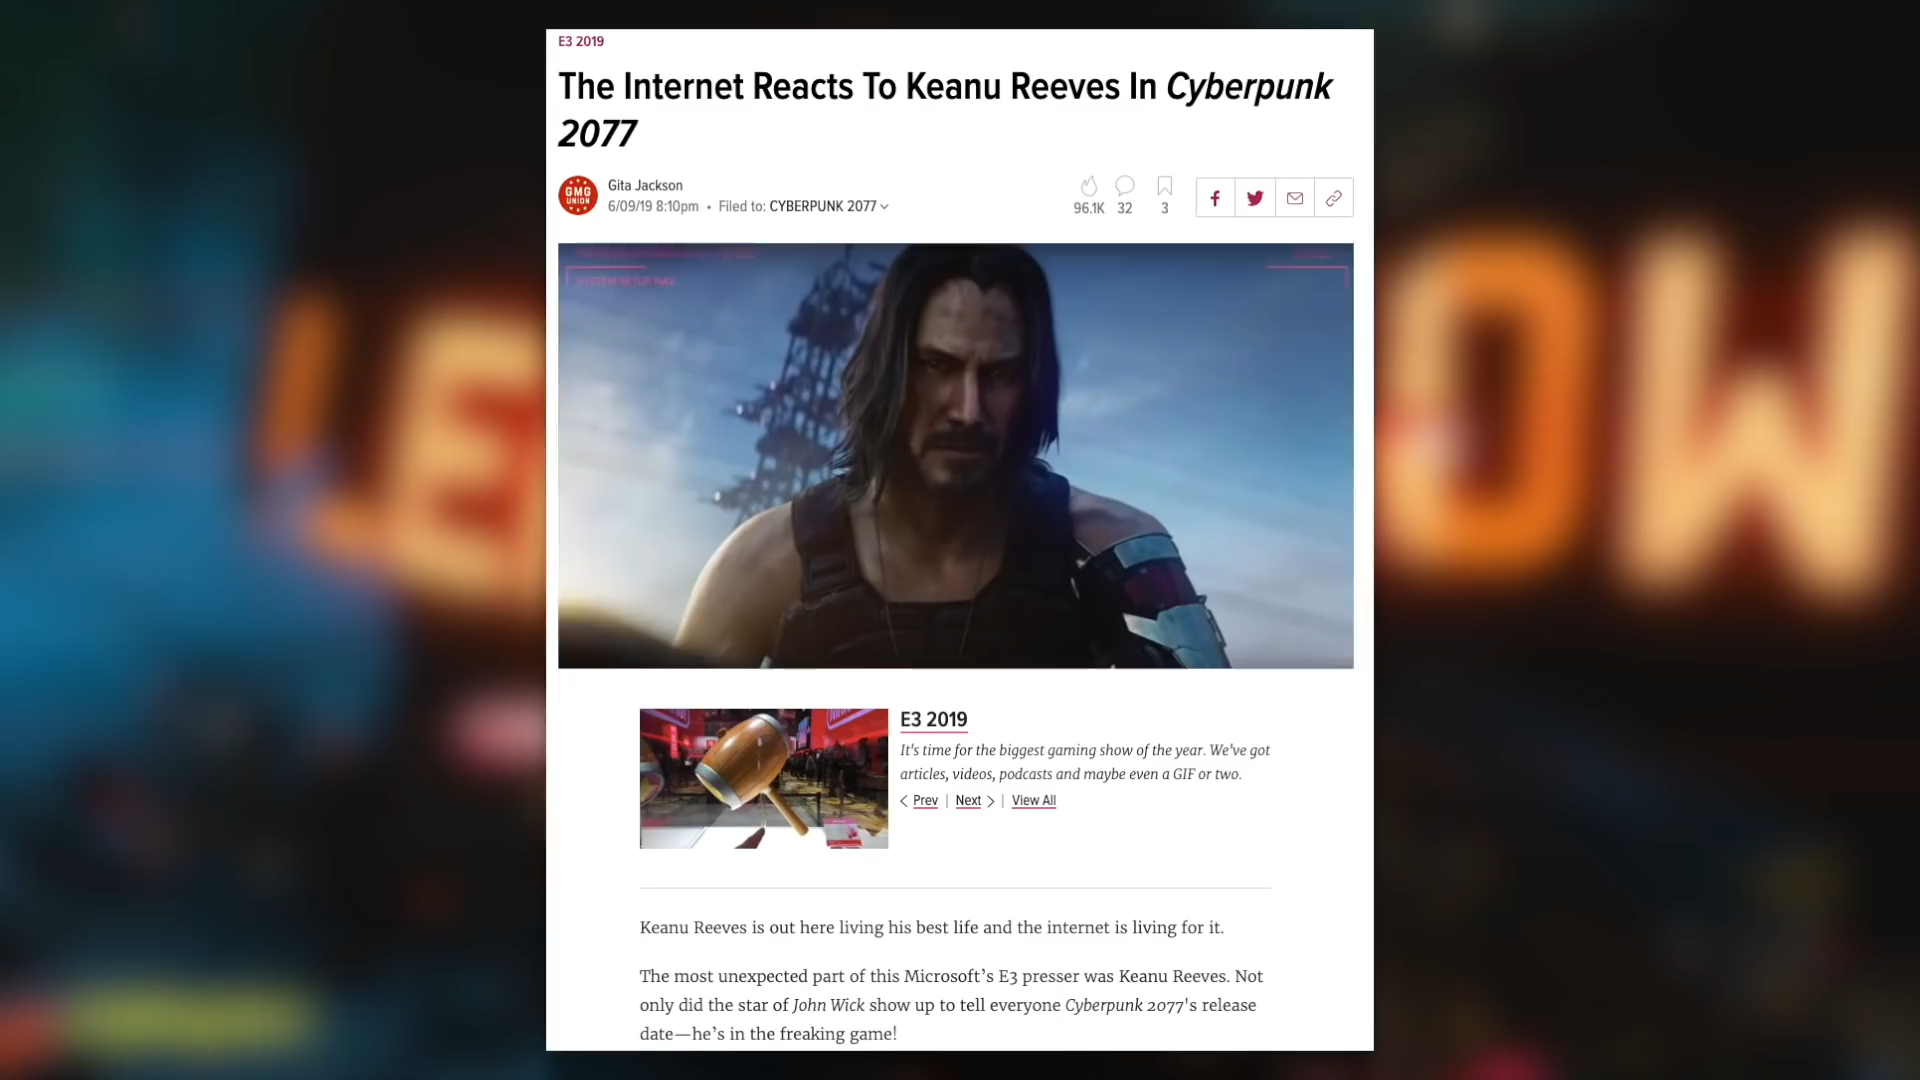 E3 2019
The Internet Reacts To Keanu Reeves In Cyberpunk
2077
GMG
UNION
Gita Jackson
6/09/19 8:10pm • Filed to: CYBERPUNK 2077
96.1K 32 3
SYSTEM SETUP NAV
E3 2019
It's time for the biggest gaming show of the year. We've got
articles, videos, podcasts and maybe even a GIF or two.
< Prev | Next > | View All
Keanu Reeves is out here living his best life and the internet is living for it.
The most unexpected part of this Microsoft’s E3 presser was Keanu Reeves. Not
only did the star of John Wick show up to tell everyone Cyberpunk 2077's release
date—he’s in the freaking game!